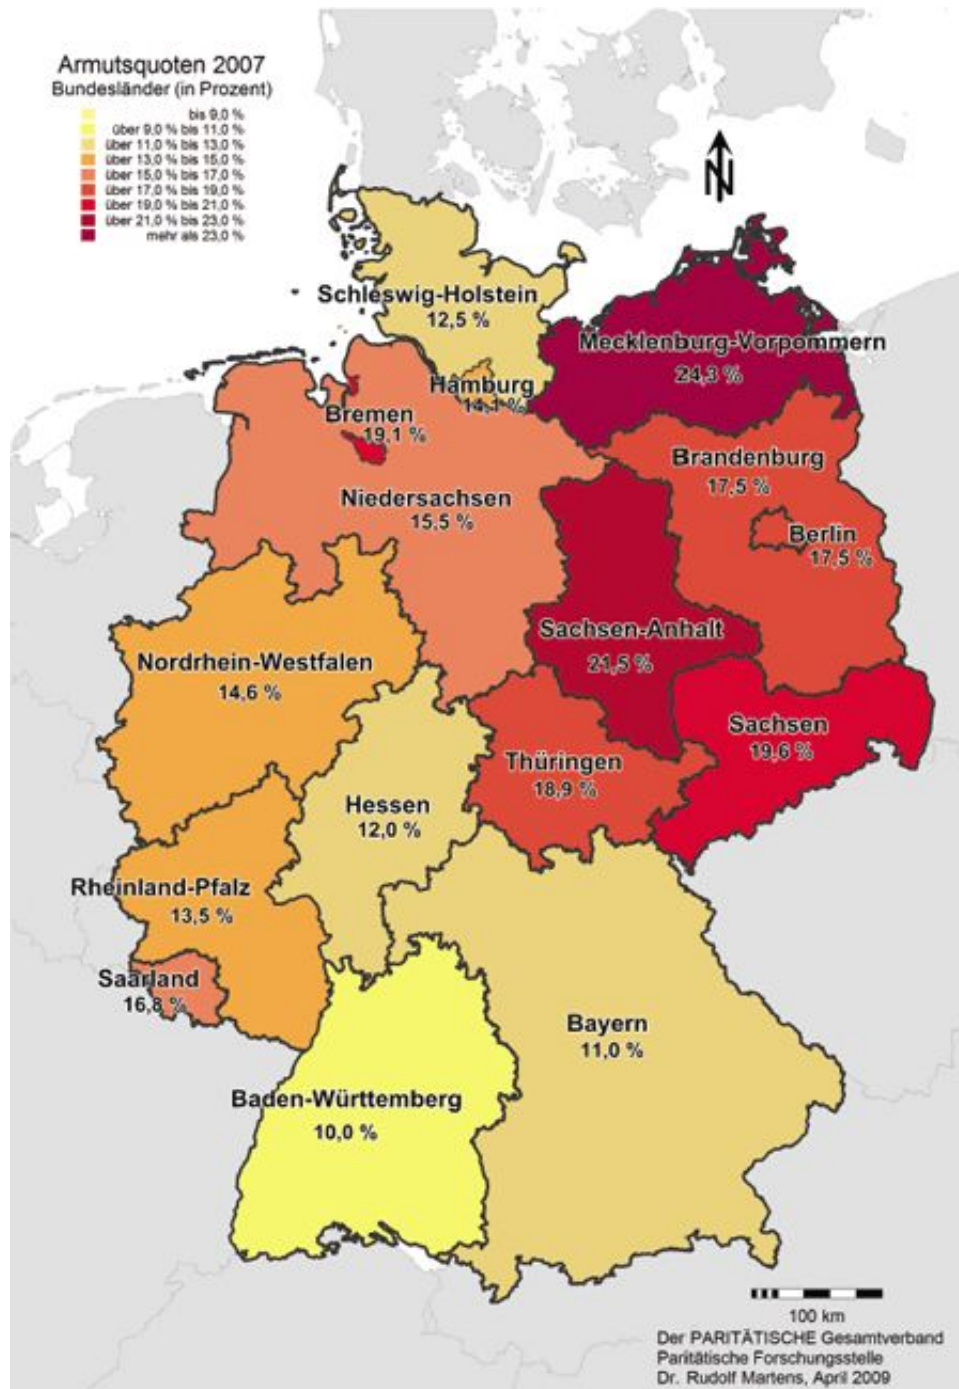 Armutsquoten 2007
Bundesländer (in Prozent)
bis 9,0 %
über 9,0 % bis 11,0 %
über 11,0 % bis 13,0 %
über 13,0 % bis 15,0 %
über 15,0 % bis 17,0 %
über 17,0 % bis 19,0 %
über 19,0 % bis 21,0 %
über 21,0 % bis 23,0 %
mehr als 23,0 %
N
Schleswig-Holstein
12,5 %
Mecklenburg-Vorpommern
24,3 %
Hamburg
14,1 %
Bremen
19,1 %
Brandenburg
17,5 %
Niedersachsen
15,5 %
Berlin
17,5 %
Sachsen-Anhalt
21,5 %
Nordrhein-Westfalen
14,6 %
Sachsen
19,6 %
Thüringen
18,9 %
Hessen
12,0 %
Rheinland-Pfalz
13,5 %
Saarland
16,8 %
Bayern
11,0 %
Baden-Württemberg
10,0 %
100 km
Der PARITÄTISCHE Gesamtverband
Paritätische Forschungsstelle
Dr. Rudolf Martens, April 2009